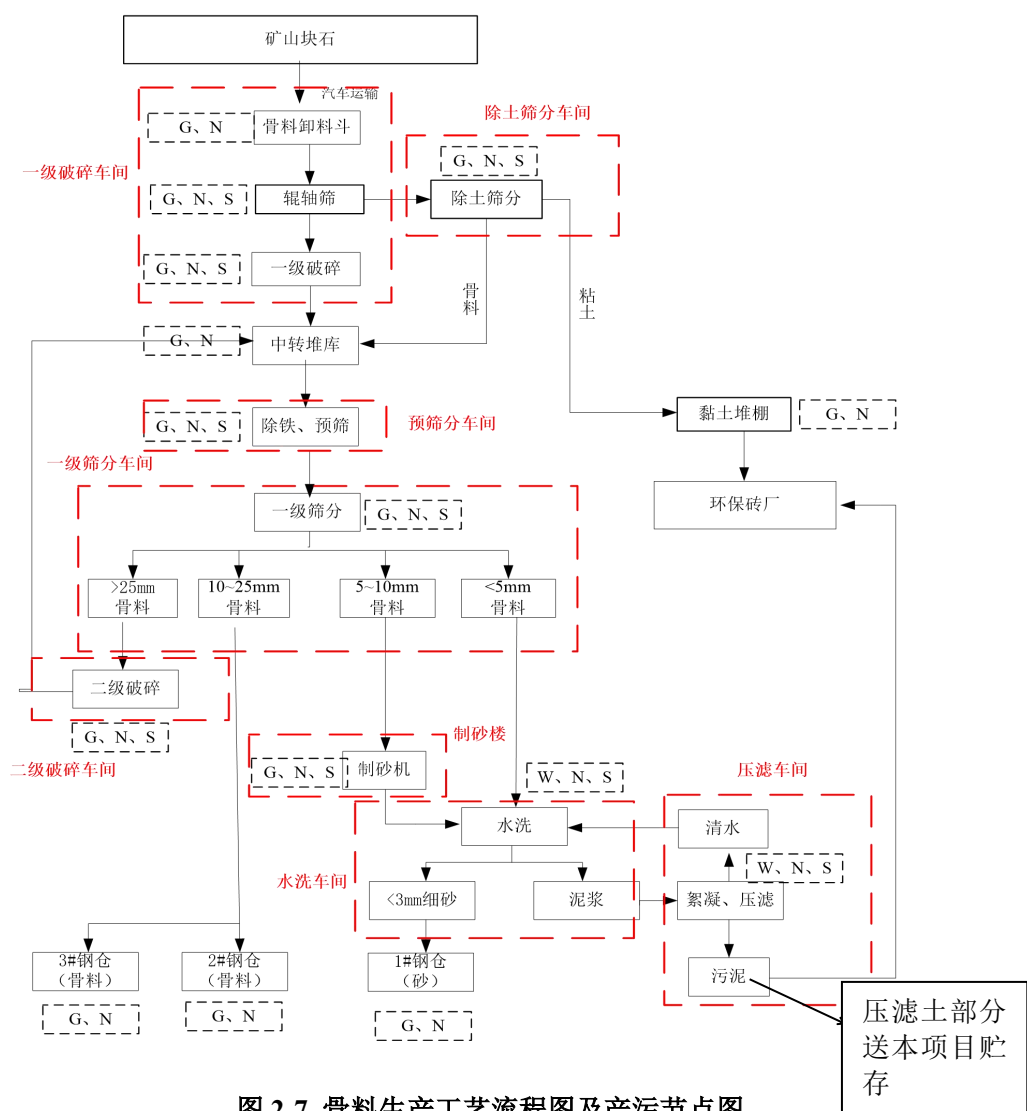 矿山块石
汽车运输
除土筛分车间
G、N
骨料卸料斗
G、N、S
一级破碎车间
G、N、S
辊轴筛
除土筛分
G、N、S
一级破碎
骨料
粘土
G、N
中转堆库
黏土堆棚
G、N
G、N、S
除铁、预筛
预筛分车间
一级筛分车间
一级筛分
G、N、S
环保砖厂
>25mm
骨料
10~25mm
骨料
5~10mm
骨料
<5mm
骨料
二级破碎
G、N、S
二级破碎车间
制砂楼
G、N、S
制砂机
W、N、S
压滤车间
水洗
清水
W、N、S
水洗车间
<3mm细砂
泥浆
絮凝、压滤
3#钢仓
（骨料）
2#钢仓
（骨料）
1#钢仓
（砂）
污泥
G、N
G、N
G、N
压滤土部分
送本项目贮
存
图 2-7 骨料生产工艺流程图及产污节点图